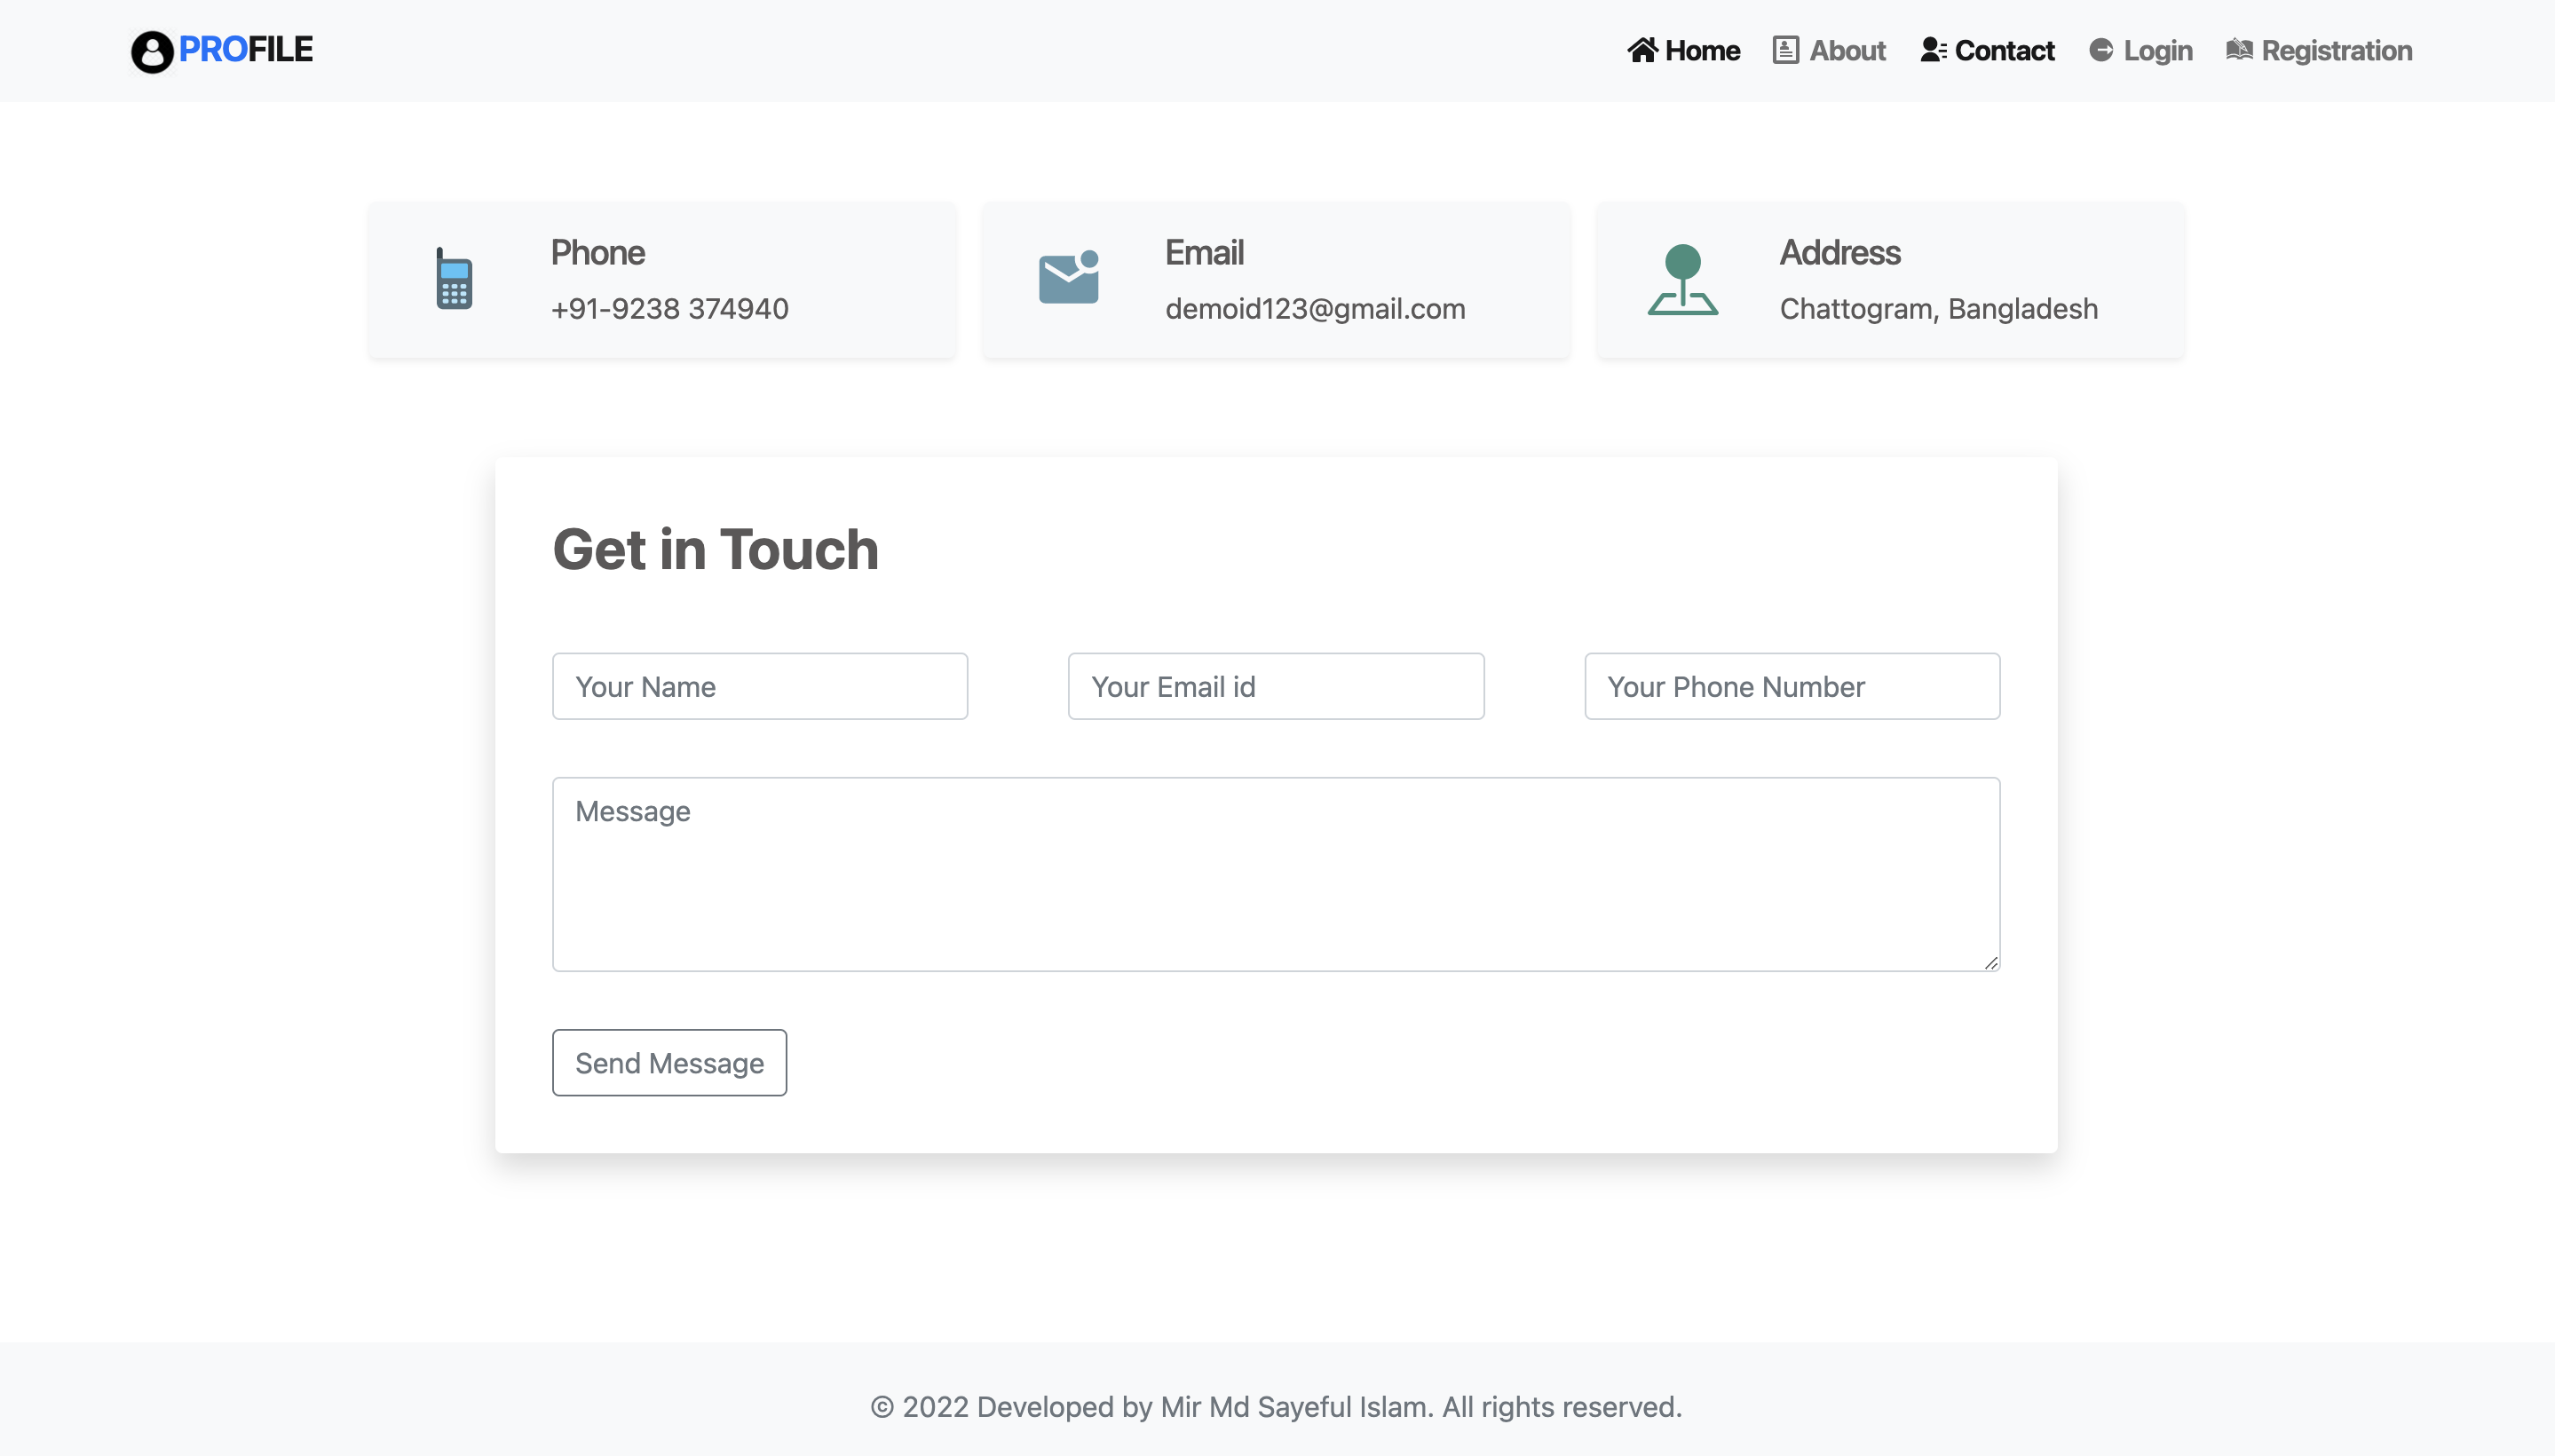 PROFILE
Home About Contact Login Registration
Phone
+91-9238 374940
Email
demoid123@gmail.com
Address
Chattogram, Bangladesh
Get in Touch
Your Name
Your Email id
Your Phone Number
Message
Send Message
© 2022 Developed by Mir Md Sayeful Islam. All rights reserved.